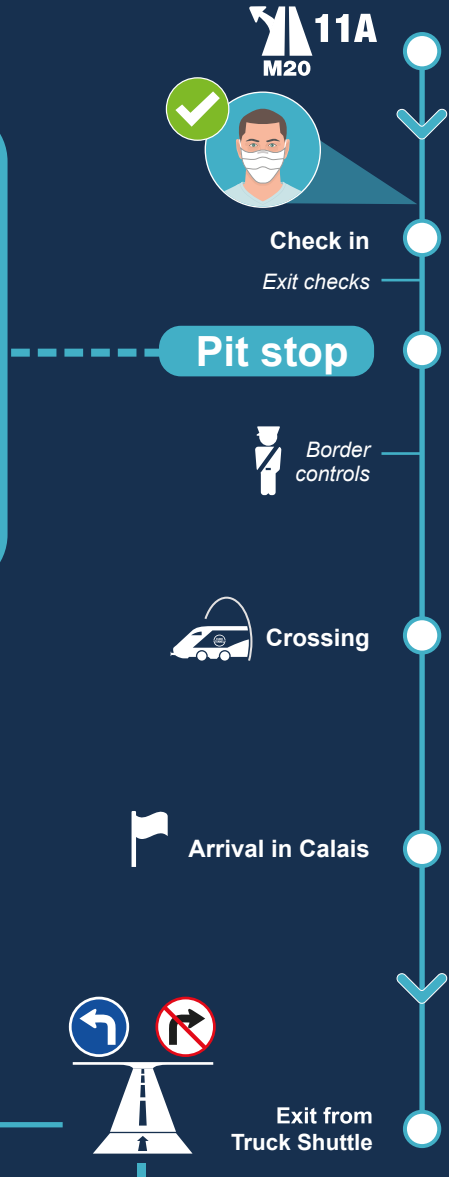 11A
M20
Check in
Exit checks
Pit stop
Border
controls
Crossing
Arrival in Calais
Exit from
Truck Shuttle